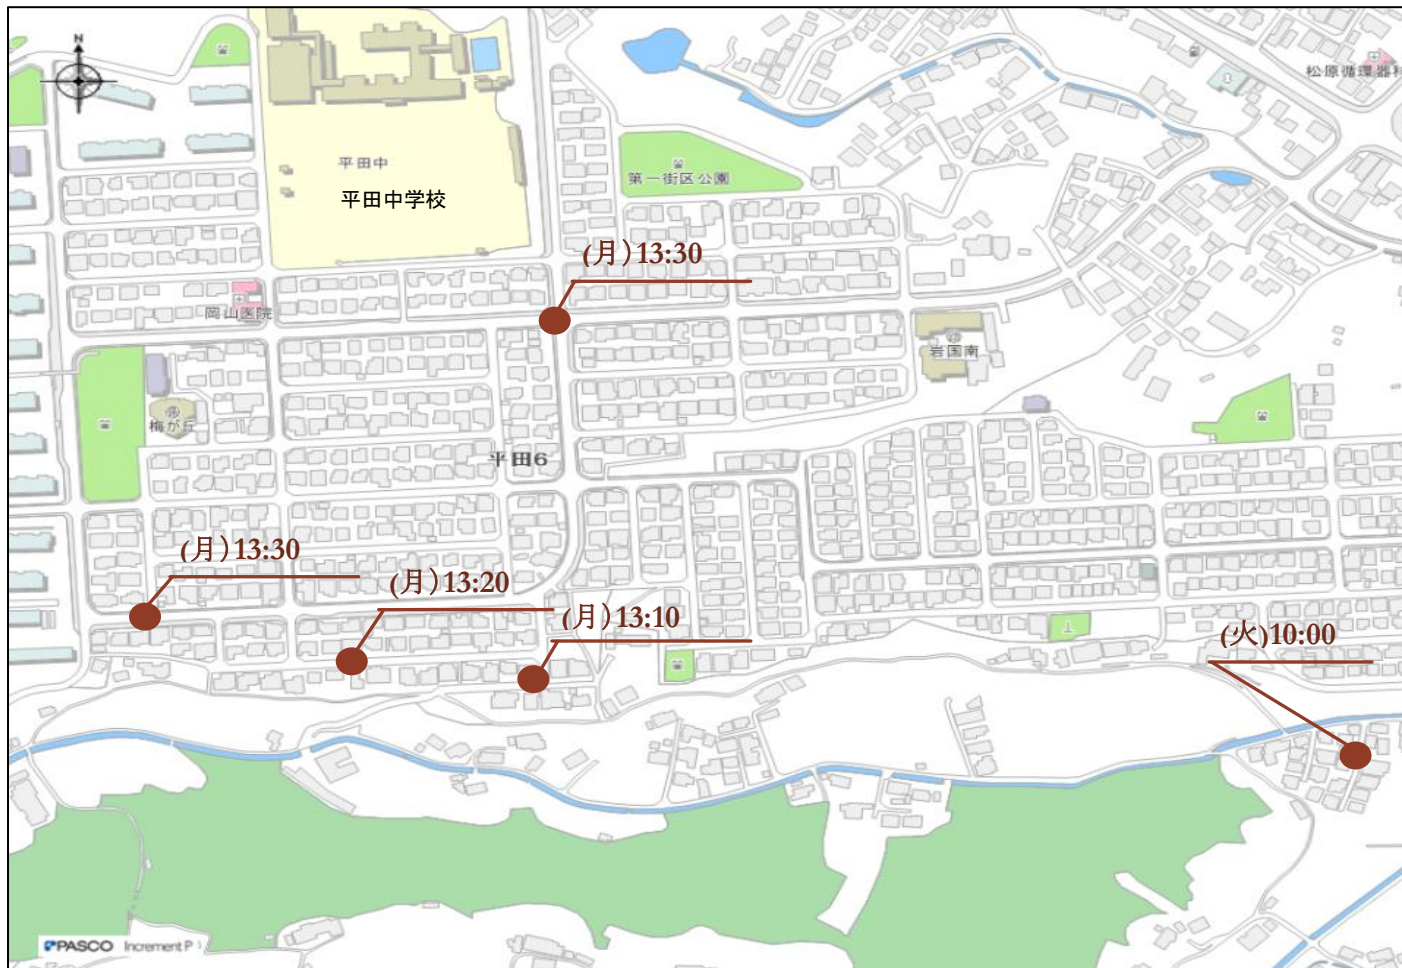 N
松原循環器科
平田中
平田中学校
第一街区公園
(月)13:30
岡山医院
岩国南
梅が丘
平田6
(月)13:30
(月)13:20
(月)13:10
(火)10:00
PASCO Increment P